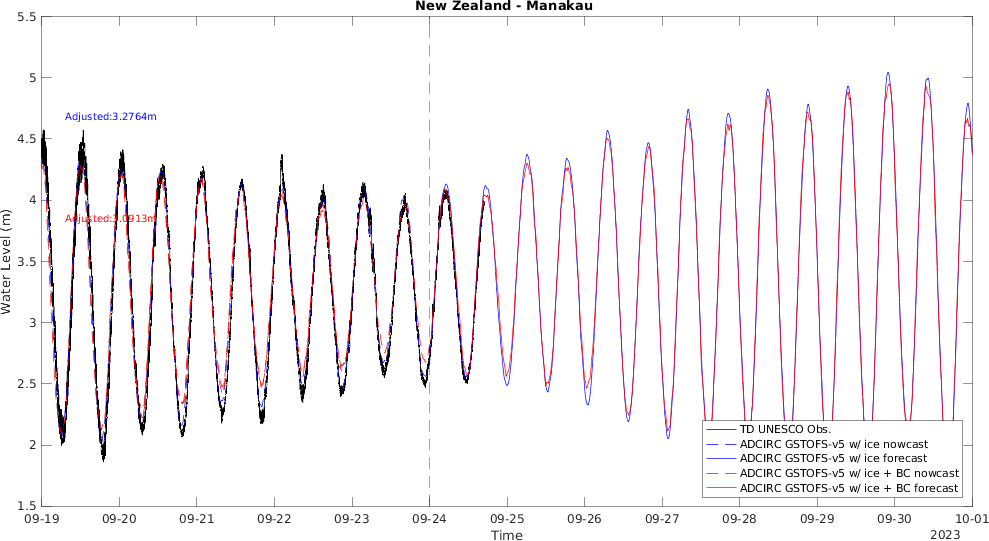 New Zealand - Manakau
5.5
5
4.5
4
3.5
3
2.5
2
1.5
Water Level (m)
Adjusted:3.2764m
Adjusted:3.0913m
TD UNESCO Obs.
ADCIRC GSTOFS-v5 w/ ice nowcast
ADCIRC GSTOFS-v5 w/ ice forecast
ADCIRC GSTOFS-v5 w/ ice + BC nowcast
ADCIRC GSTOFS-v5 w/ ice + BC forecast
09-19 09-20 09-21 09-22 09-23 09-24 09-25 09-26 09-27 09-28 09-29 09-30 10-01
Time
2023